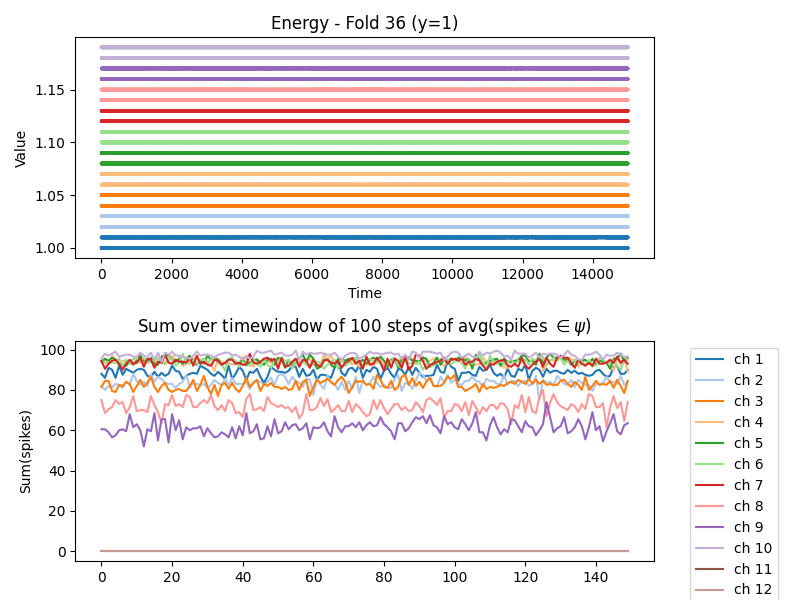 Energy - Fold 36 (y=1)
Value
1.15
1.10
1.05
1.00
0 2000 4000 6000 8000 10000 12000 14000
Time
Sum over timewindow of 100 steps of avg(spikes ∈ ψ)
Sum(spikes)
100
80
60
40
20
0
0 20 40 60 80 100 120 140
ch 1
ch 2
ch 3
ch 4
ch 5
ch 6
ch 7
ch 8
ch 9
ch 10
ch 11
ch 12